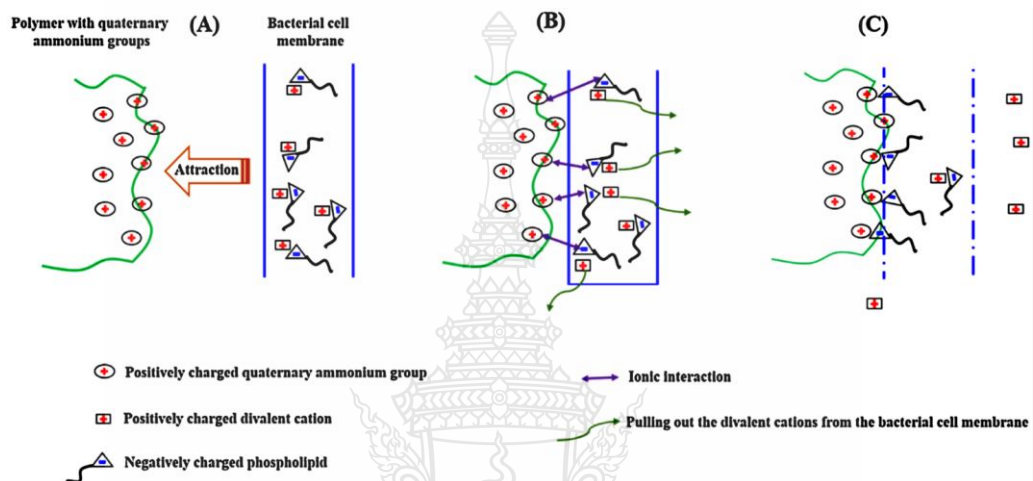 Polymer with quaternary
ammonium groups
(A)
Bacterial cell
membrane
(B)
(C)
Attraction
Positively charged quaternary ammonium group
Positively charged divalent cation
Negatively charged phospholipid
Ionic interaction
Pulling out the divalent cations from the bacterial cell membrane